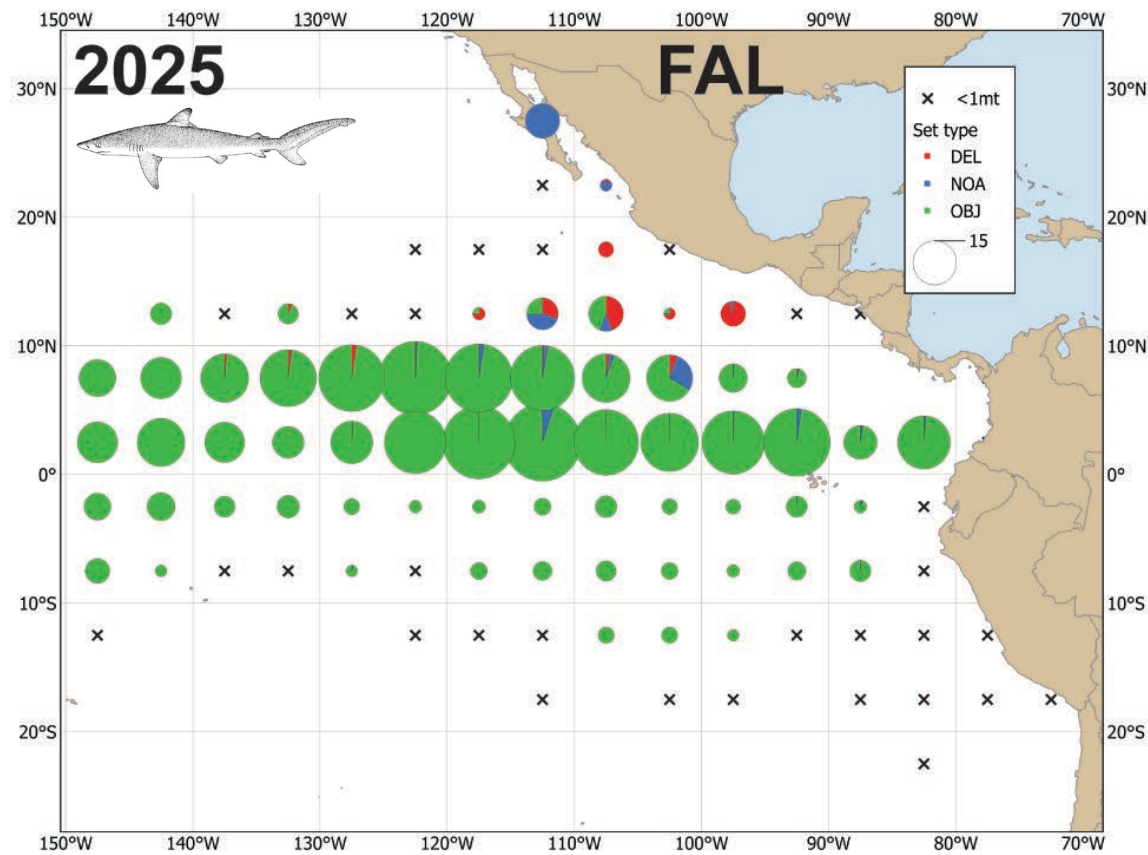 150°W 140°W 130°W 120°W 110°W 100°W 90°W 80°W 70°W
2025 FAL
30°N 30°N
× <1mt
Set type
DEL
NOA
OBJ
15
20°N 20°N
10°N 10°N
0° 0°
10°S 10°S
20°S 20°S
150°W 140°W 130°W 120°W 110°W 100°W 90°W 80°W 70°W